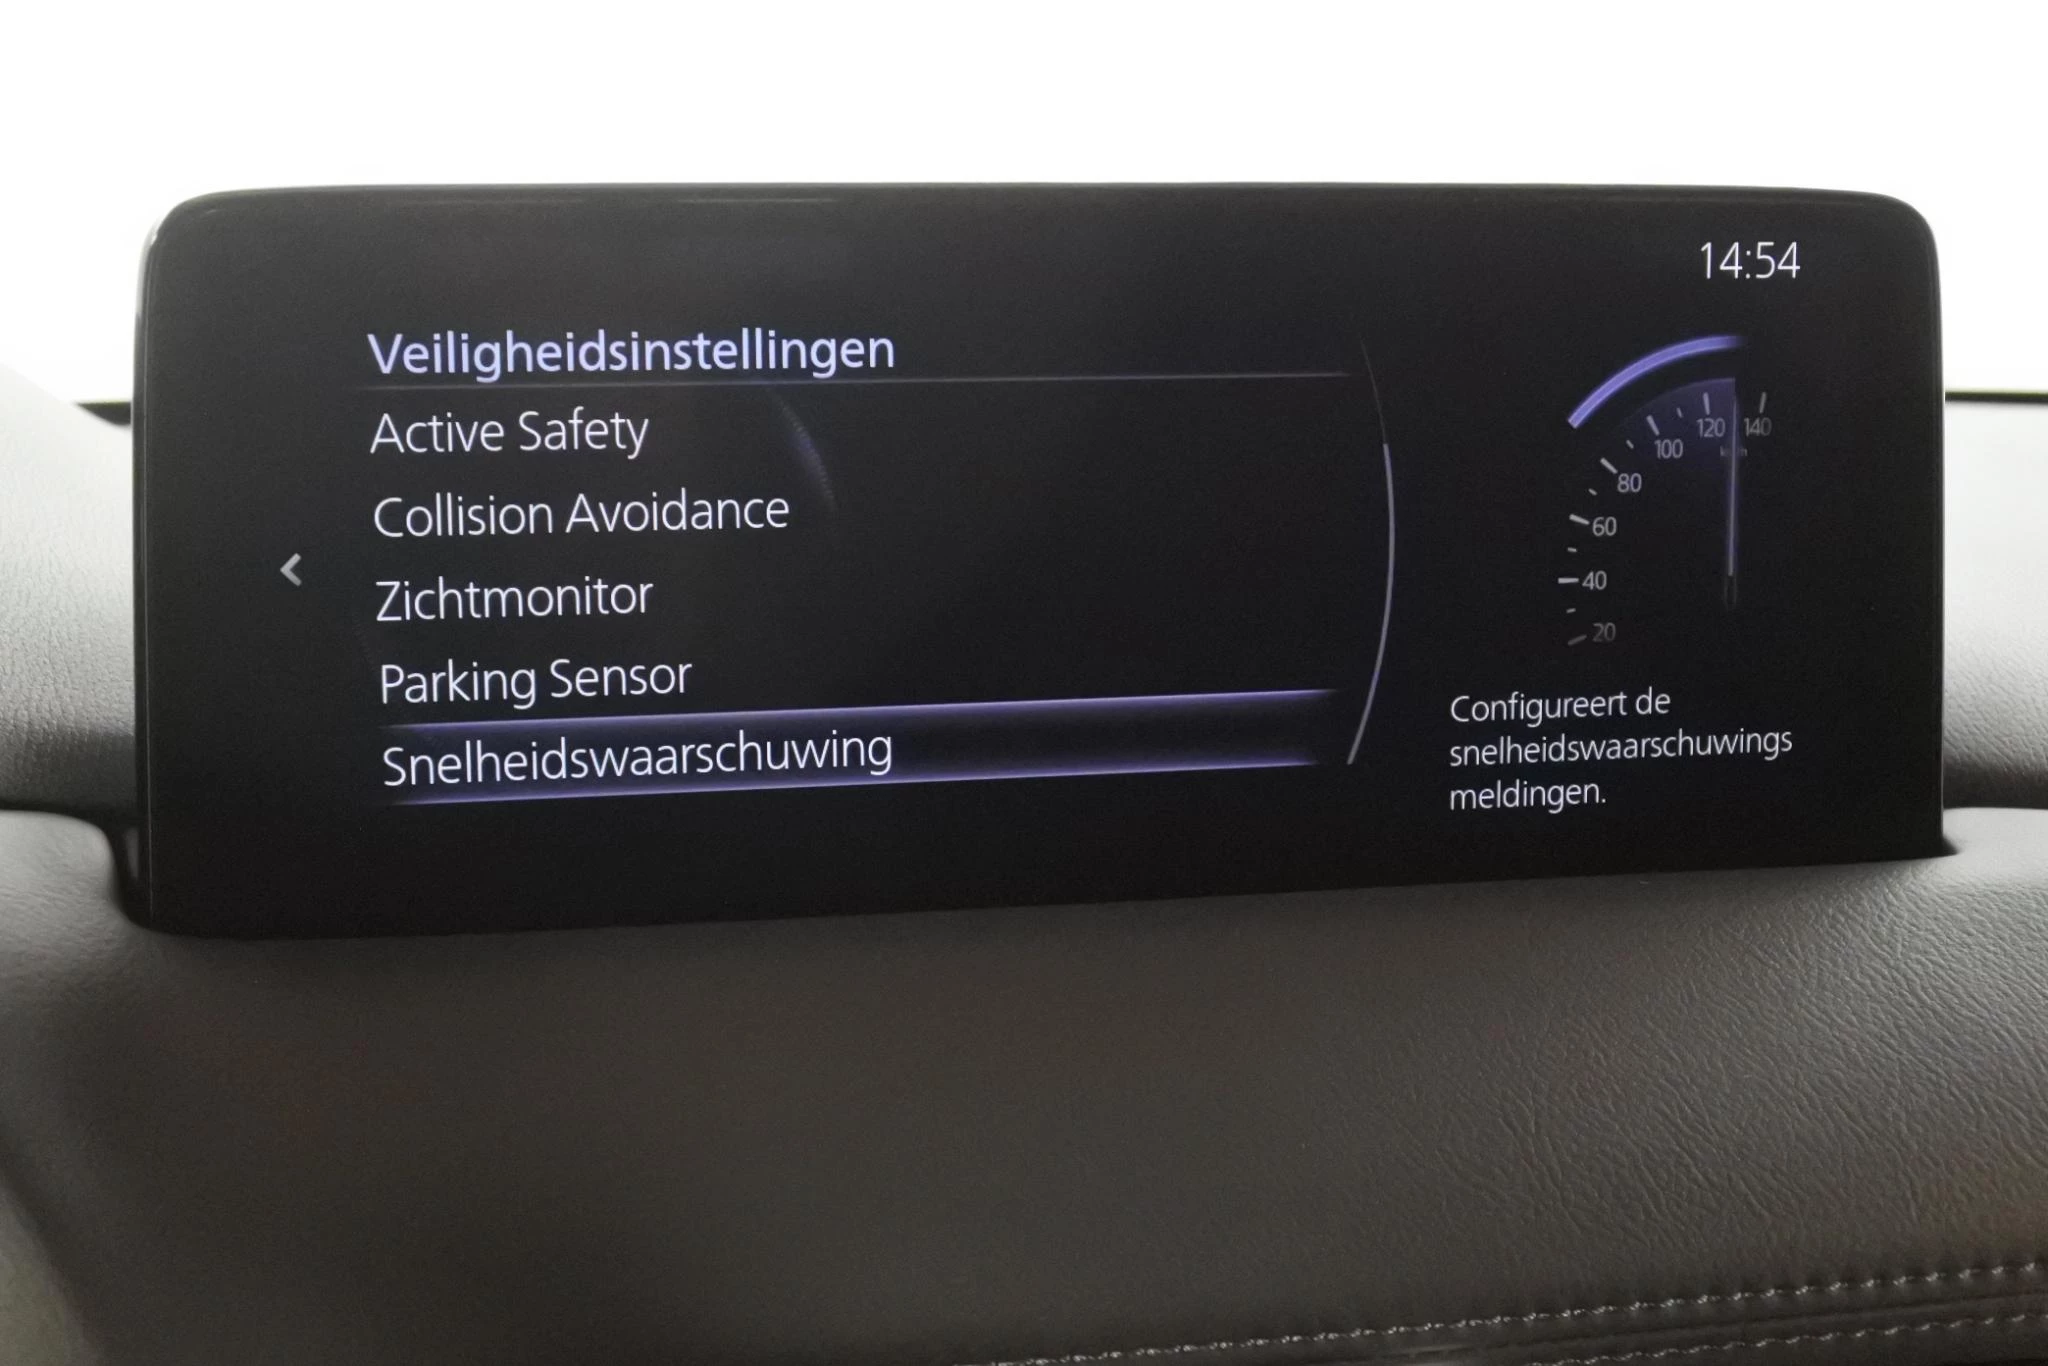 14:54
Veiligheidsinstellingen
Active Safety
Collision Avoidance
Zichtmonitor
Parking Sensor
Snelheidswaarschuwing
140
120
100
80
60
40
20
Configureert de
snelheidswaarschuwings
meldingen.